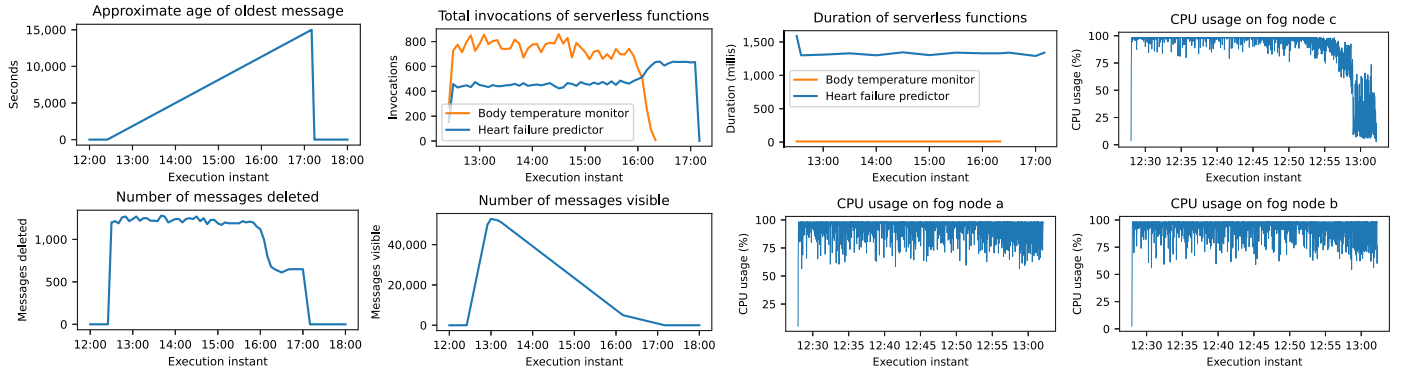 Approximate age of oldest message
Seconds
15,000
10,000
5,000
0
12:00 13:00 14:00 15:00 16:00 17:00 18:00
Execution instant
Total invocations of serverless functions
Invocations
800
600
400
200
0
Body temperature monitor
Heart failure predictor
13:00 14:00 15:00 16:00 17:00
Execution instant
Duration of serverless functions
Duration (millis)
1,500
1,000
500
0
Body temperature monitor
Heart failure predictor
13:00 14:00 15:00 16:00 17:00
Execution instant
CPU usage on fog node c
CPU usage (%)
100
75
50
25
0
12:30 12:35 12:40 12:45 12:50 12:55 13:00
Execution instant
Number of messages deleted
Messages deleted
1,000
500
0
12:00 13:00 14:00 15:00 16:00 17:00 18:00
Execution instant
Number of messages visible
Messages visible
40,000
20,000
0
12:00 13:00 14:00 15:00 16:00 17:00 18:00
Execution instant
CPU usage on fog node a
CPU usage (%)
100
75
50
25
12:30 12:35 12:40 12:45 12:50 12:55 13:00
Execution instant
CPU usage on fog node b
CPU usage (%)
100
75
50
25
0
12:30 12:35 12:40 12:45 12:50 12:55 13:00
Execution instant